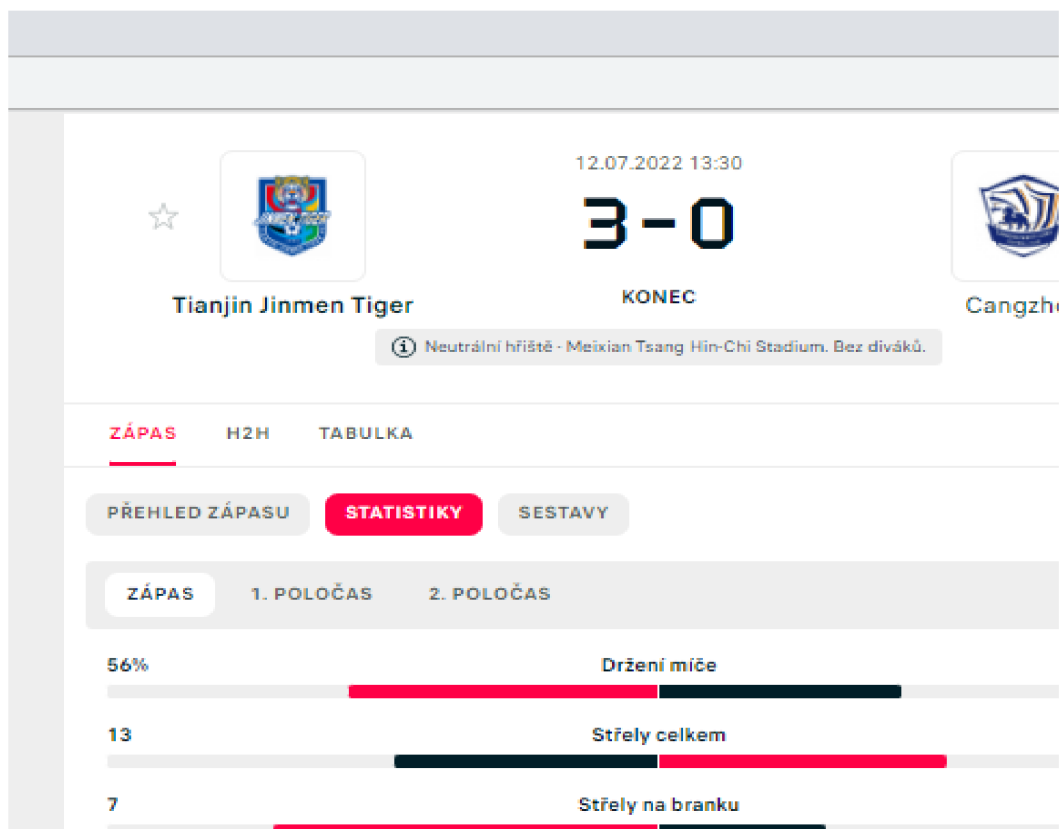 12.07.2022 13:30
3-0
KONEC
Tianjin Jinmen Tiger
Neutrální hřiště - Meixian Tsang Hin-Chi Stadium. Bez diváků.
ZÁPAS H2H TABULKA
PŘEHLED ZÁPASU STATISTIKY SESTAVY
ZÁPAS 1. POLOČAS 2. POLOČAS
56% Držení míče
13 Střely celkem
7 Střely na branku